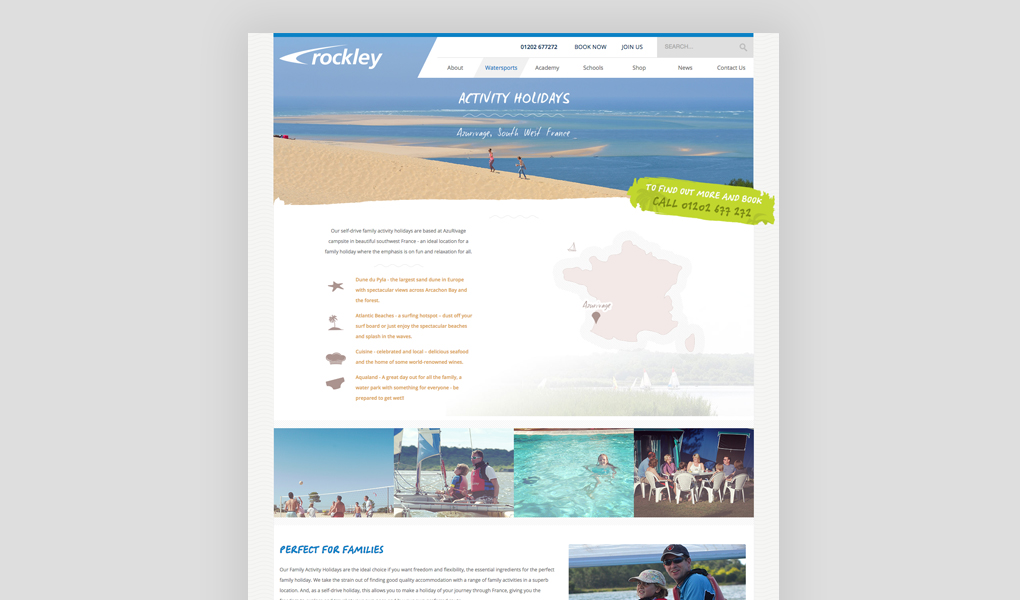 rockley
01202 677272 BOOK NOW JOIN US SEARCH...
About Watersports Academy Schools Shop News Contact Us
ACTIVITY HOLIDAYS
Azurivage, South West France
TO FIND OUT MORE AND BOOK
CALL 01202 677 272
Our self-drive family activity holidays are based at AzuRivage
campsite in beautiful southwest France - an ideal location for a
family holiday where the emphasis is on fun and relaxation for all.
Dune du Pyla - the largest sand dune in Europe
with spectacular views across Arcachon Bay and
the forest.
Atlantic Beaches - a surfing hotspot - dust off your
surf board or just enjoy the spectacular beaches
and splash in the waves.
Cuisine - celebrated and local - delicious seafood
and the home of some world-renowned wines.
Aqualand - A great day out for all the family, a
water park with something for everyone - be
prepared to get wet!
Azurivage
PERFECT FOR FAMILIES
Our Family Activity Holidays are the ideal choice if you want freedom and flexibility, the essential ingredients for the perfect
family holiday. We take the strain out of finding good quality accommodation with a range of family activities in a superb
location. And, as a self-drive holiday, this allows you to make a holiday of your journey through France, giving you the